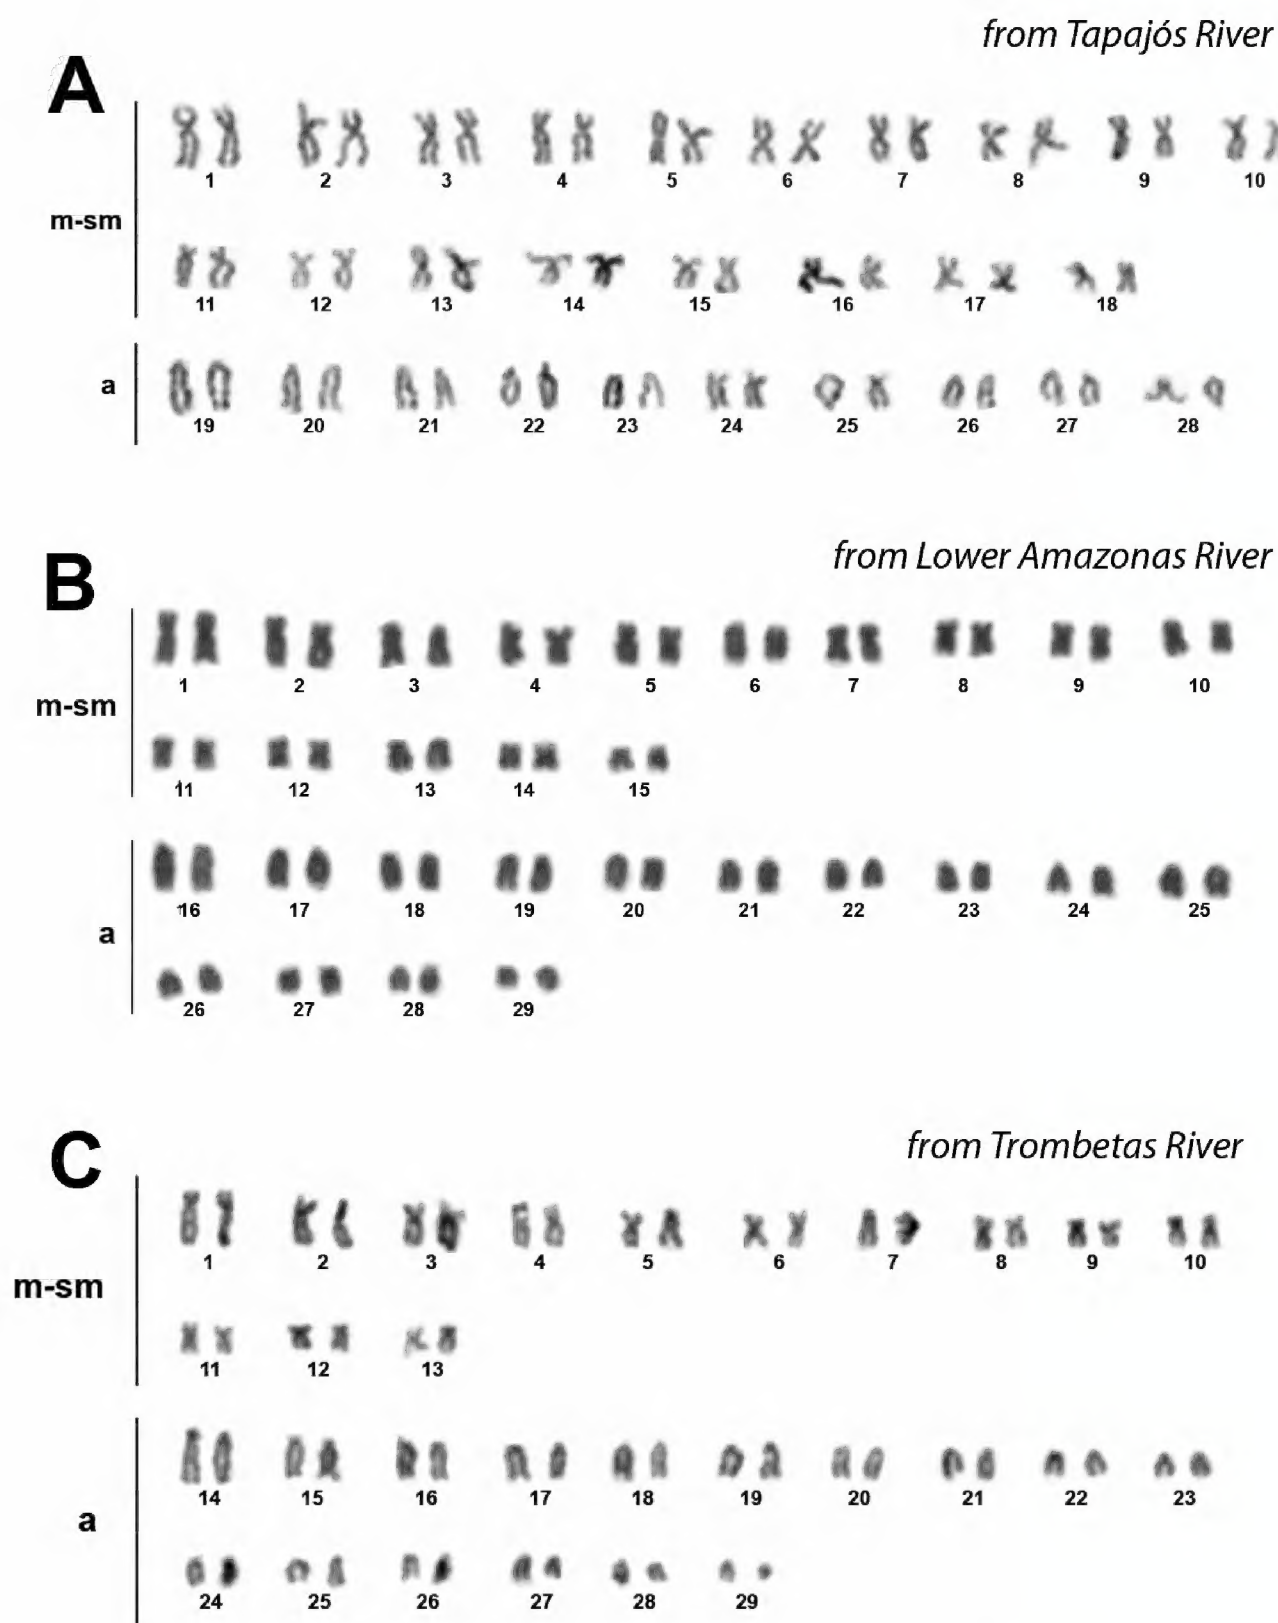 from Tapajós River
A
1 2 3 4 5 6 7 8 9 10
m-sm
11 12 13 14 15 16 17 18
a
19 20 21 22 23 24 25 26 27 28
from Lower Amazonas River
B
1 2 3 4 5 6 7 8 9 10
m-sm
11 12 13 14 15
16 17 18 19 20 21 22 23 24 25
a
26 27 28 29
from Trombetas River
C
1 2 3 4 5 6 7 8 9 10
m-sm
11 12 13
14 15 16 17 18 19 20 21 22 23
a
24 25 26 27 28 29